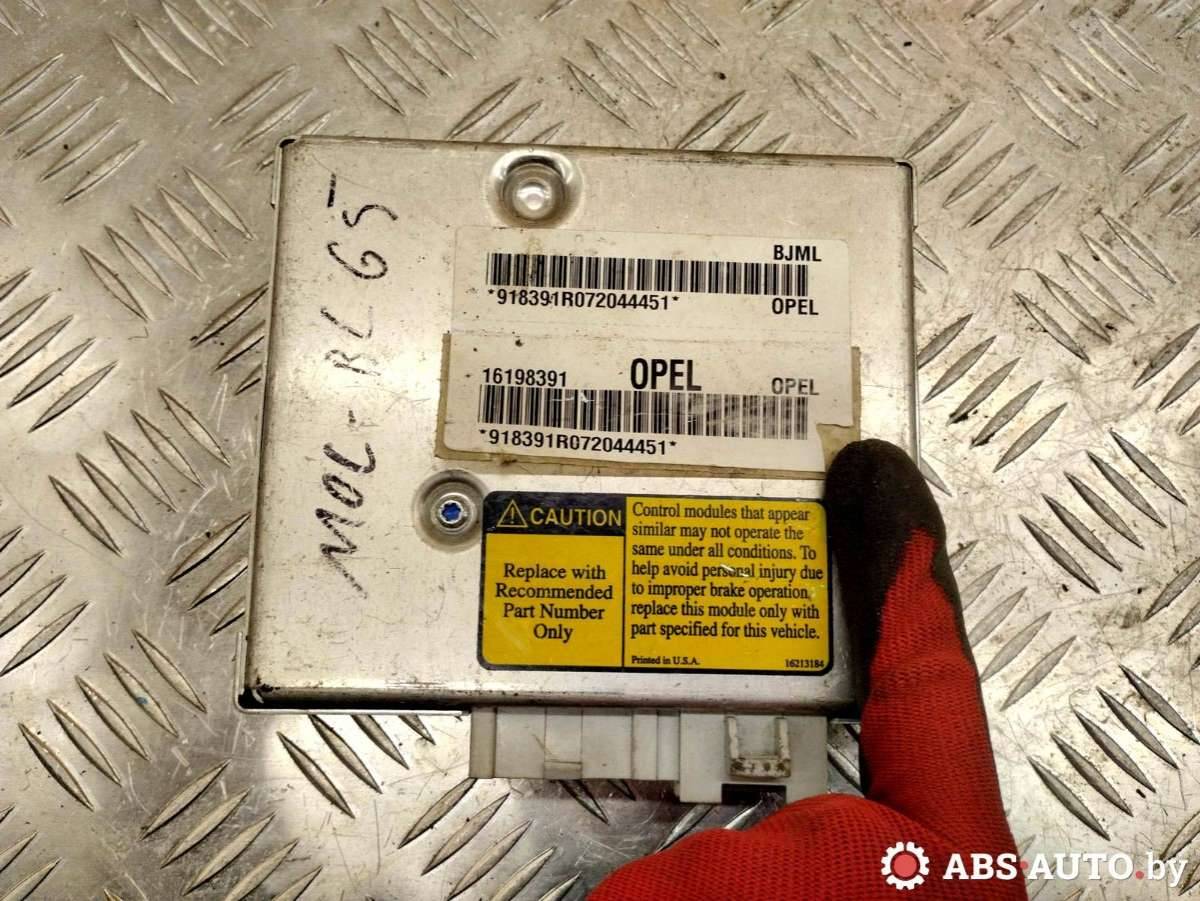 BJML
*918391R072044451*
OPEL
16198391 OPEL OPEL
*918391R072044451*
CAUTION
Replace with
Recommended
Part Number
Only
Control modules that appear
similar may not operate the
same under all conditions. To
help avoid personal injury due
to improper brake operation,
replace this module only with
part specified for this vehicle.
Printed in U.S.A. 16213184
ABS-AUTO.by